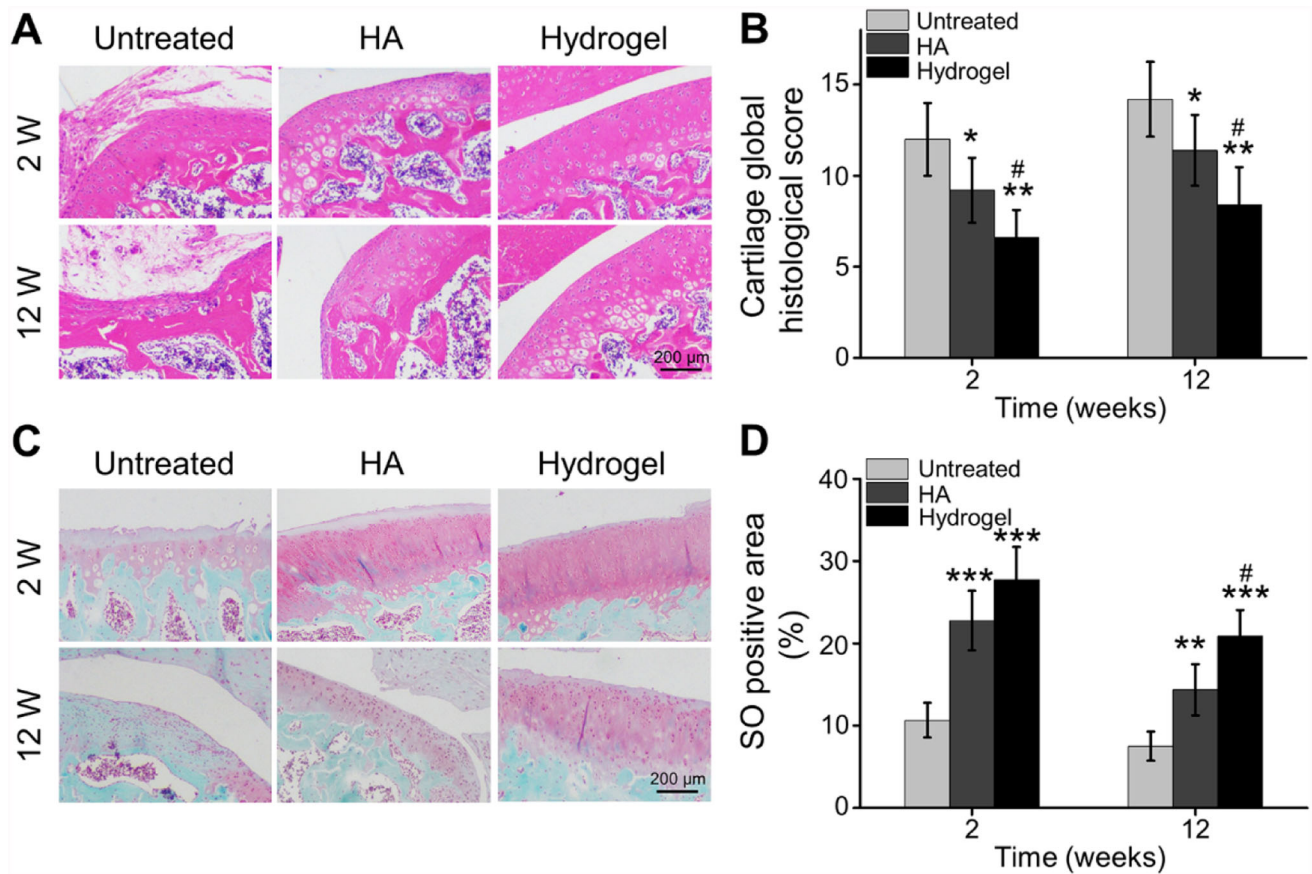 A
Untreated
HA
Hydrogel
2 W
12 W
200 µm
B
Untreated
HA
Hydrogel
Cartilage global
histological score
15
10
5
0
*
#
**
*
#
**
2
12
Time (weeks)
C
Untreated
HA
Hydrogel
2 W
12 W
200 µm
D
Untreated
HA
Hydrogel
SO positive area
(%)
40
30
20
10
0
***
***
**
#
***
2
12
Time (weeks)